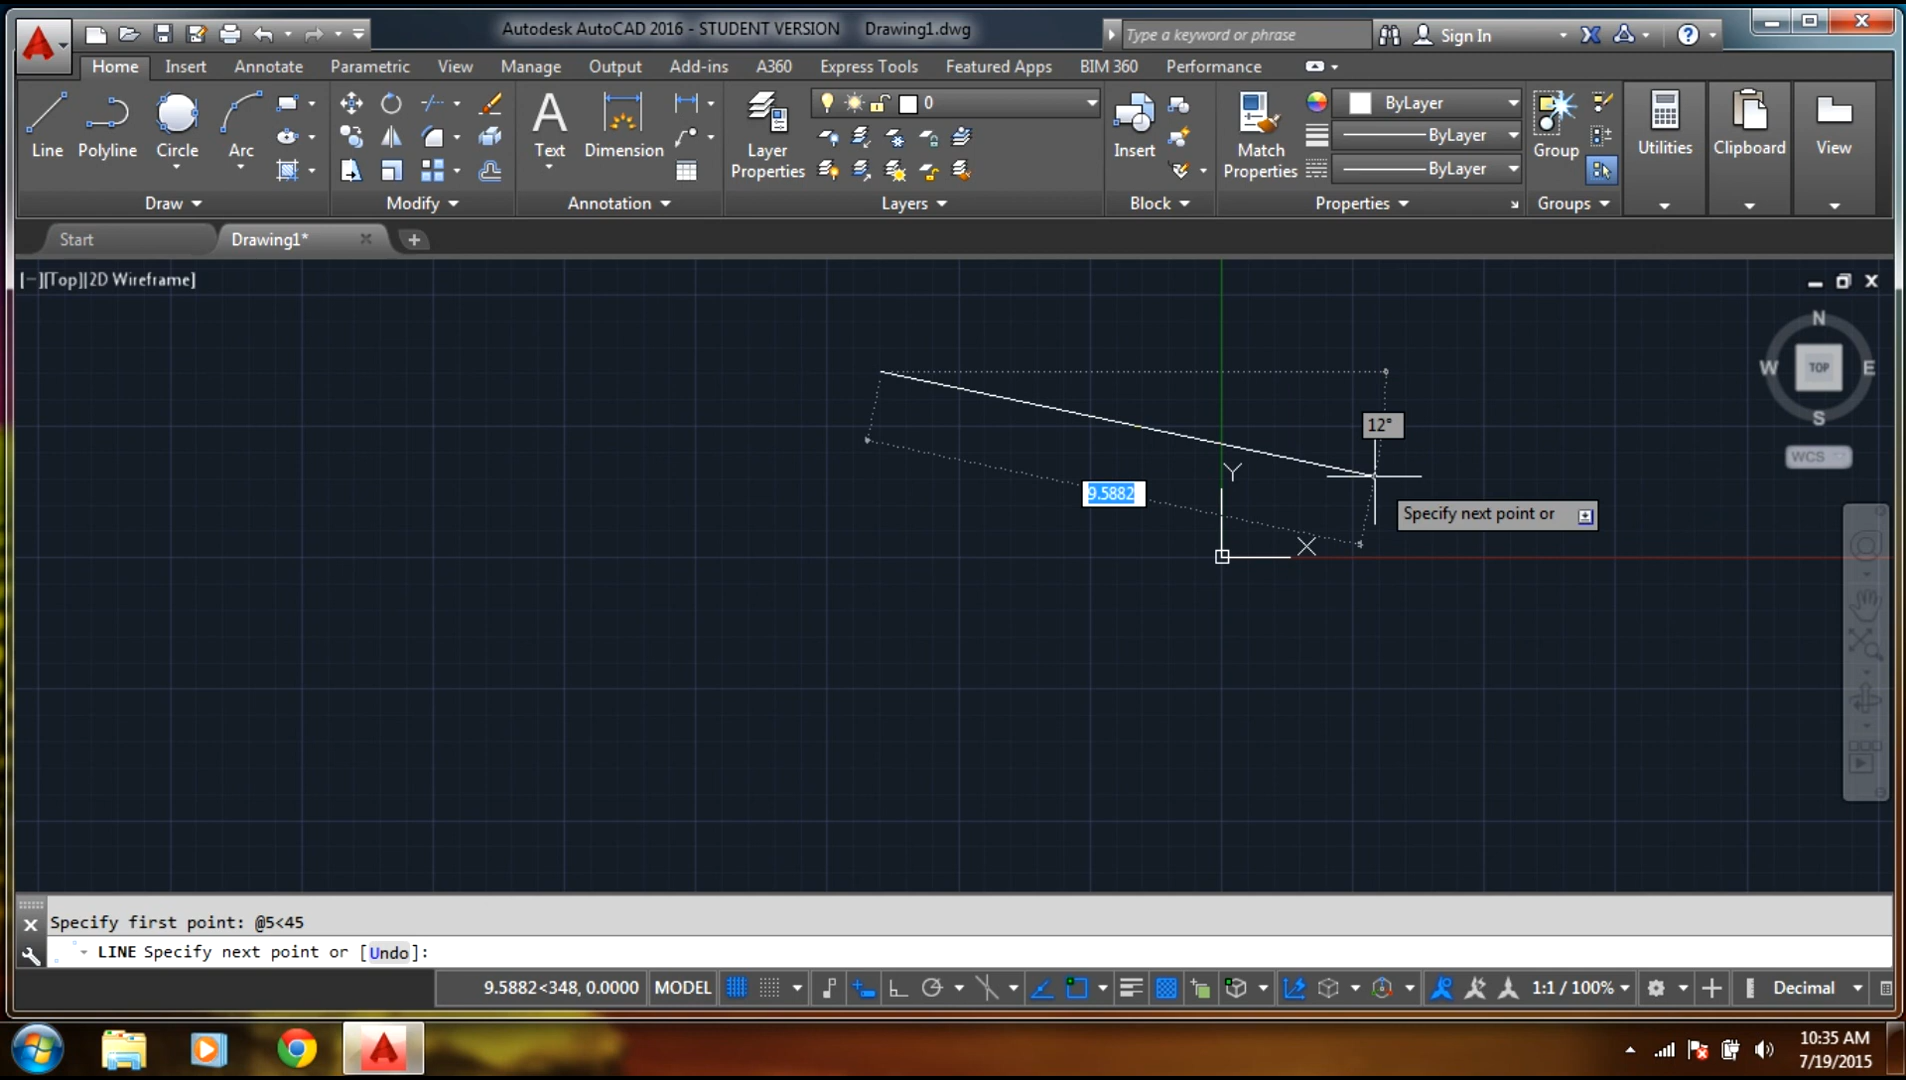 Autodesk AutoCAD 2016 - STUDENT VERSION Drawing1.dwg
Type a keyword or phrase
Sign In
Home Insert Annotate Parametric View Manage Output Add-ins A360 Express Tools Featured Apps BIM 360 Performance
Line Polyline Circle Arc
A
Text Dimension
Layer Properties
0
Insert
Match Properties
ByLayer
ByLayer
ByLayer
Group
Utilities Clipboard View
Draw Modify Annotation Layers Block Properties Groups
Start Drawing1*
[−][Top][2D Wireframe]
N
W TOP E
S
WCS
12°
Y
9.5882
Specify next point or
X
Specify first point: @5<45
LINE Specify next point or [Undo]:
9.5882<348, 0.0000 MODEL 1:1 / 100% Decimal
10:35 AM
7/19/2015